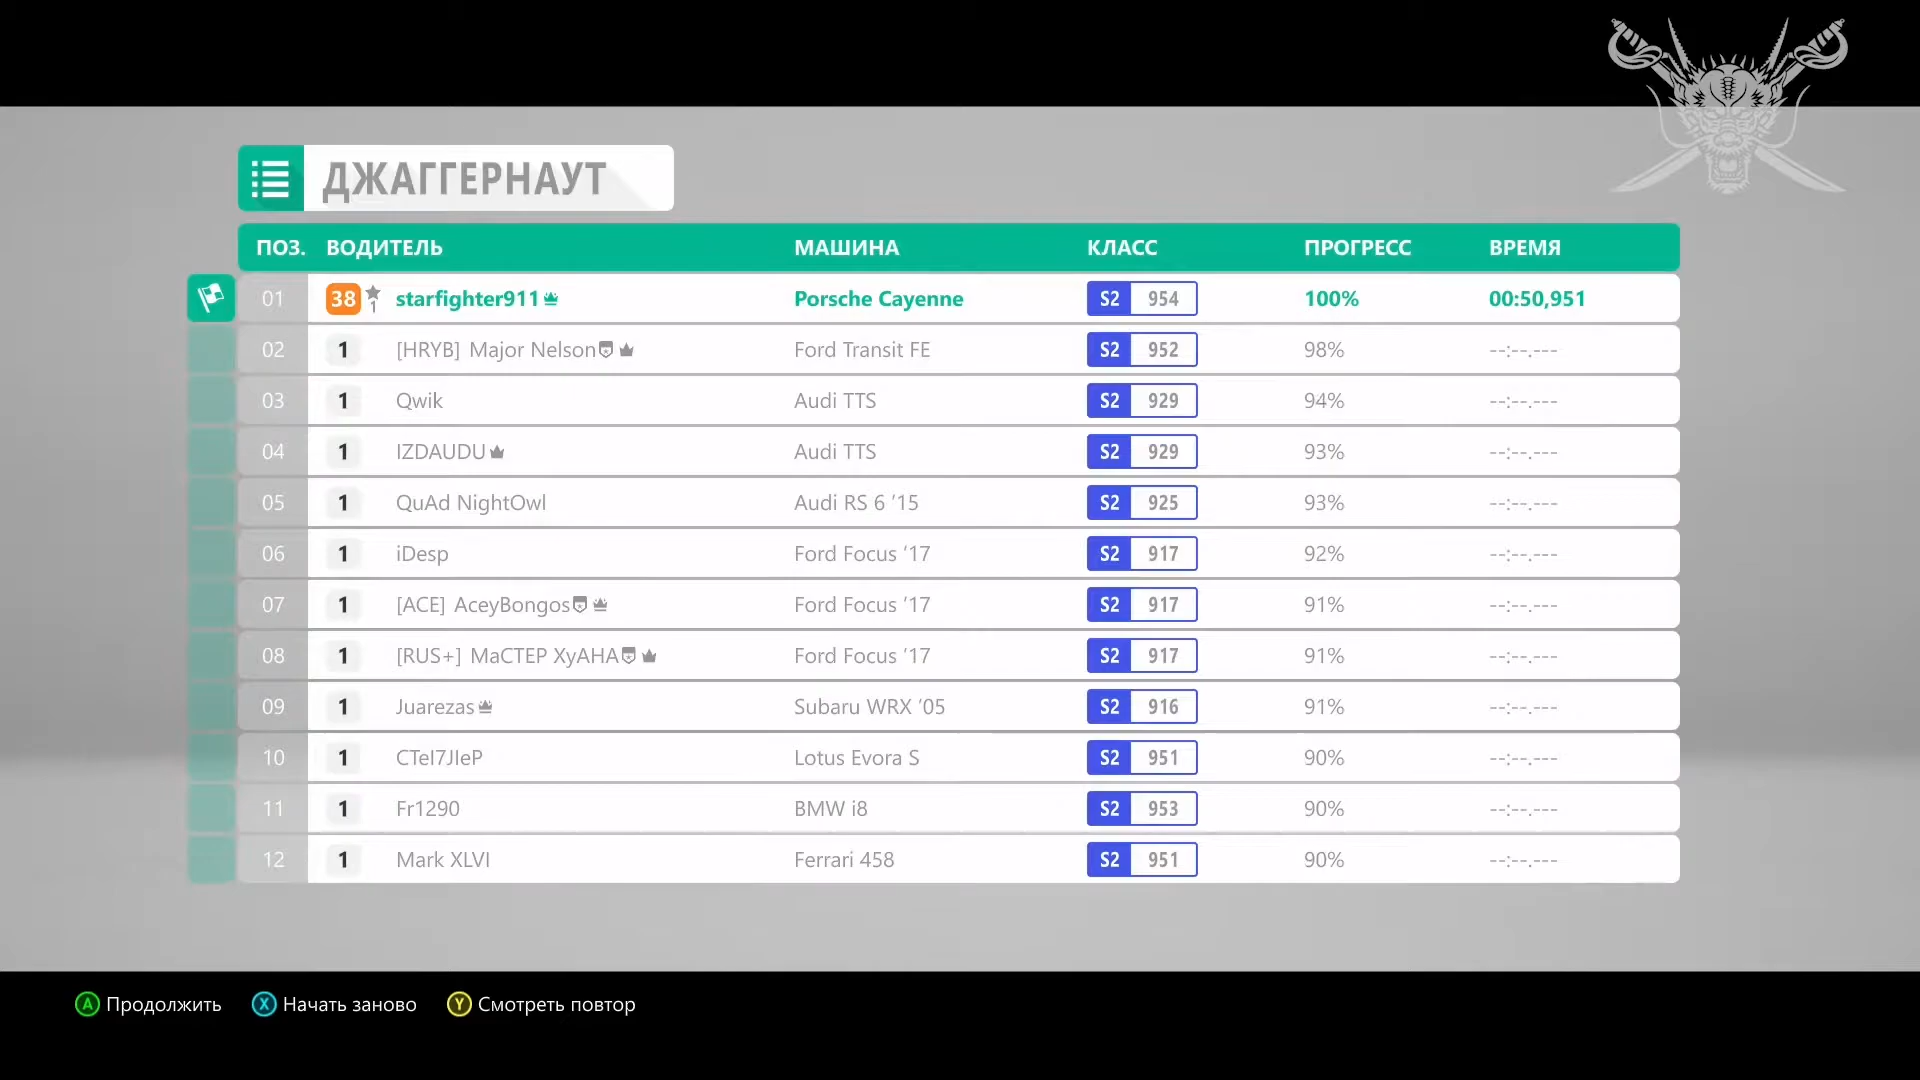 ДЖАГГЕРНАУТ
ПОЗ. ВОДИТЕЛЬ МАШИНА КЛАСС ПРОГРЕСС ВРЕМЯ
01 38 1 starfighter911 Porsche Cayenne S2 954 100% 00:50,951
02 1 [HRYB] Major Nelson Ford Transit FE S2 952 98% --:--.---
03 1 Qwik Audi TTS S2 929 94% --:--.---
04 1 IZDAUDU Audi TTS S2 929 93% --:--.---
05 1 QuAd NightOwl Audi RS 6 ’15 S2 925 93% --:--.---
06 1 iDesp Ford Focus ’17 S2 917 92% --:--.---
07 1 [ACE] AceyBongos Ford Focus ’17 S2 917 91% --:--.---
08 1 [RUS+] MaCTEP XyAHA Ford Focus ’17 S2 917 91% --:--.---
09 1 Juarezas Subaru WRX ’05 S2 916 91% --:--.---
10 1 CTeI7JIeP Lotus Evora S S2 951 90% --:--.---
11 1 Fr1290 BMW i8 S2 953 90% --:--.---
12 1 Mark XLVI Ferrari 458 S2 951 90% --:--.---
A Продолжить X Начать заново Y Смотреть повтор